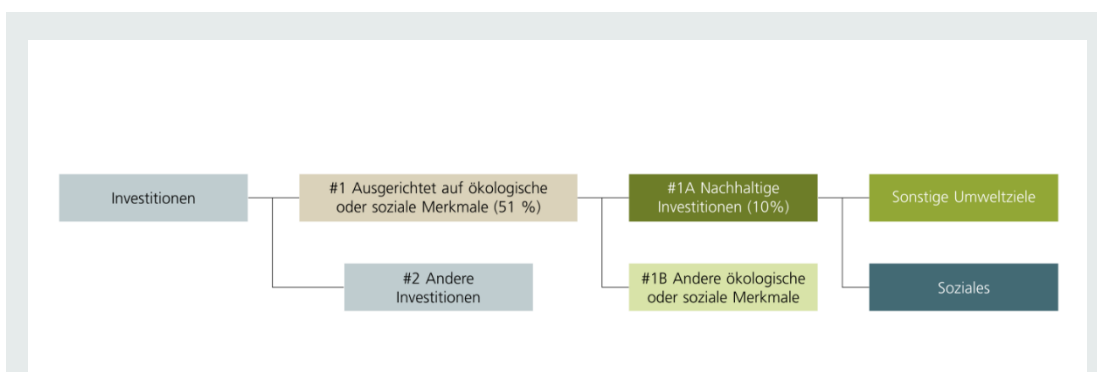 Investitionen
#1 Ausgerichtet auf ökologische
oder soziale Merkmale (51 %)
#1A Nachhaltige
Investitionen (10%)
Sonstige Umweltziele
#2 Andere
Investitionen
#1B Andere ökologische
oder soziale Merkmale
Soziales